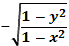 -√((1 - y²)/(1 - x²))